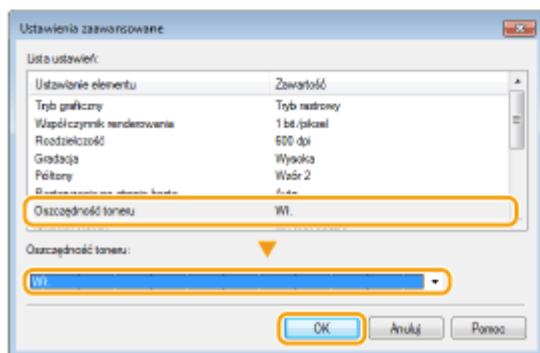 Ustawienia zaawansowane
Lista ustawień:
Ustawianie elementu Zawartość
Tryb graficzny Tryb rastrowy
Współczynnik renderowania 1 bit/piksel
Rozdzielczość 600 dpi
Gradacja Wysoka
Półtony Wzór 2
Oszczędność toneru Wł.
Oszczędność toneru:
Wł.
OK Anuluj Pomoc